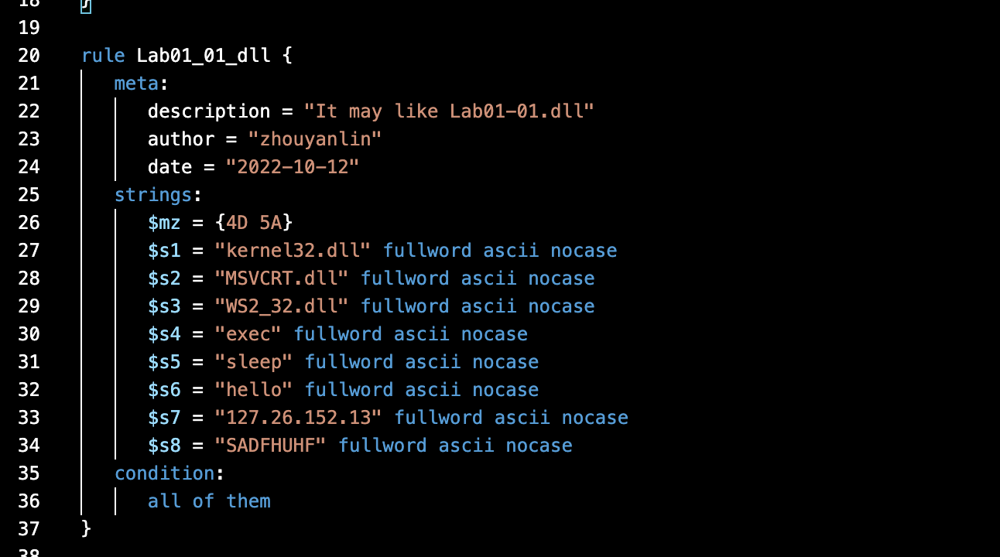 18 }
19
20 rule Lab01_01_dll {
21 meta:
22 description = "It may like Lab01-01.dll"
23 author = "zhouyanlin"
24 date = "2022-10-12"
25 strings:
26 $mz = {4D 5A}
27 $s1 = "kernel32.dll" fullword ascii nocase
28 $s2 = "MSVCRT.dll" fullword ascii nocase
29 $s3 = "WS2_32.dll" fullword ascii nocase
30 $s4 = "exec" fullword ascii nocase
31 $s5 = "sleep" fullword ascii nocase
32 $s6 = "hello" fullword ascii nocase
33 $s7 = "127.26.152.13" fullword ascii nocase
34 $s8 = "SADFHUHF" fullword ascii nocase
35 condition:
36 all of them
37 }
38